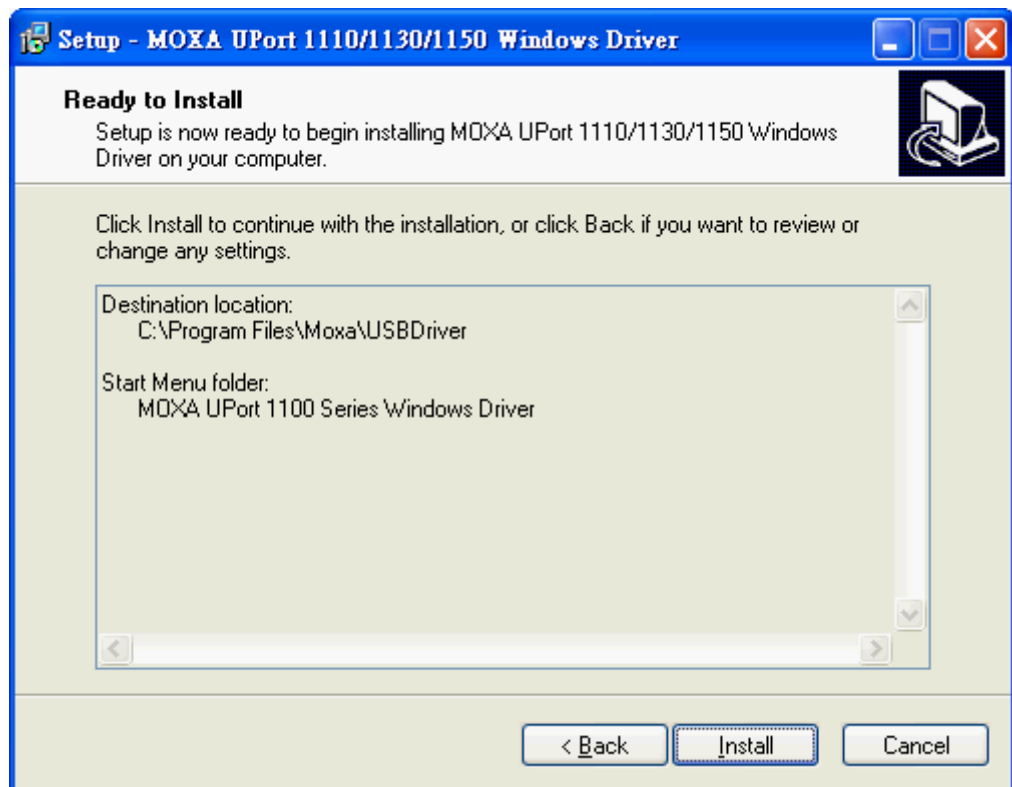 Setup - MOXA UPort 1110/1130/1150 Windows Driver
Ready to Install
Setup is now ready to begin installing MOXA UPort 1110/1130/1150 Windows
Driver on your computer.
Click Install to continue with the installation, or click Back if you want to review or
change any settings.
Destination location:
C:\Program Files\Moxa\USBDriver
Start Menu folder:
MOXA UPort 1100 Series Windows Driver
< Back
Install
Cancel